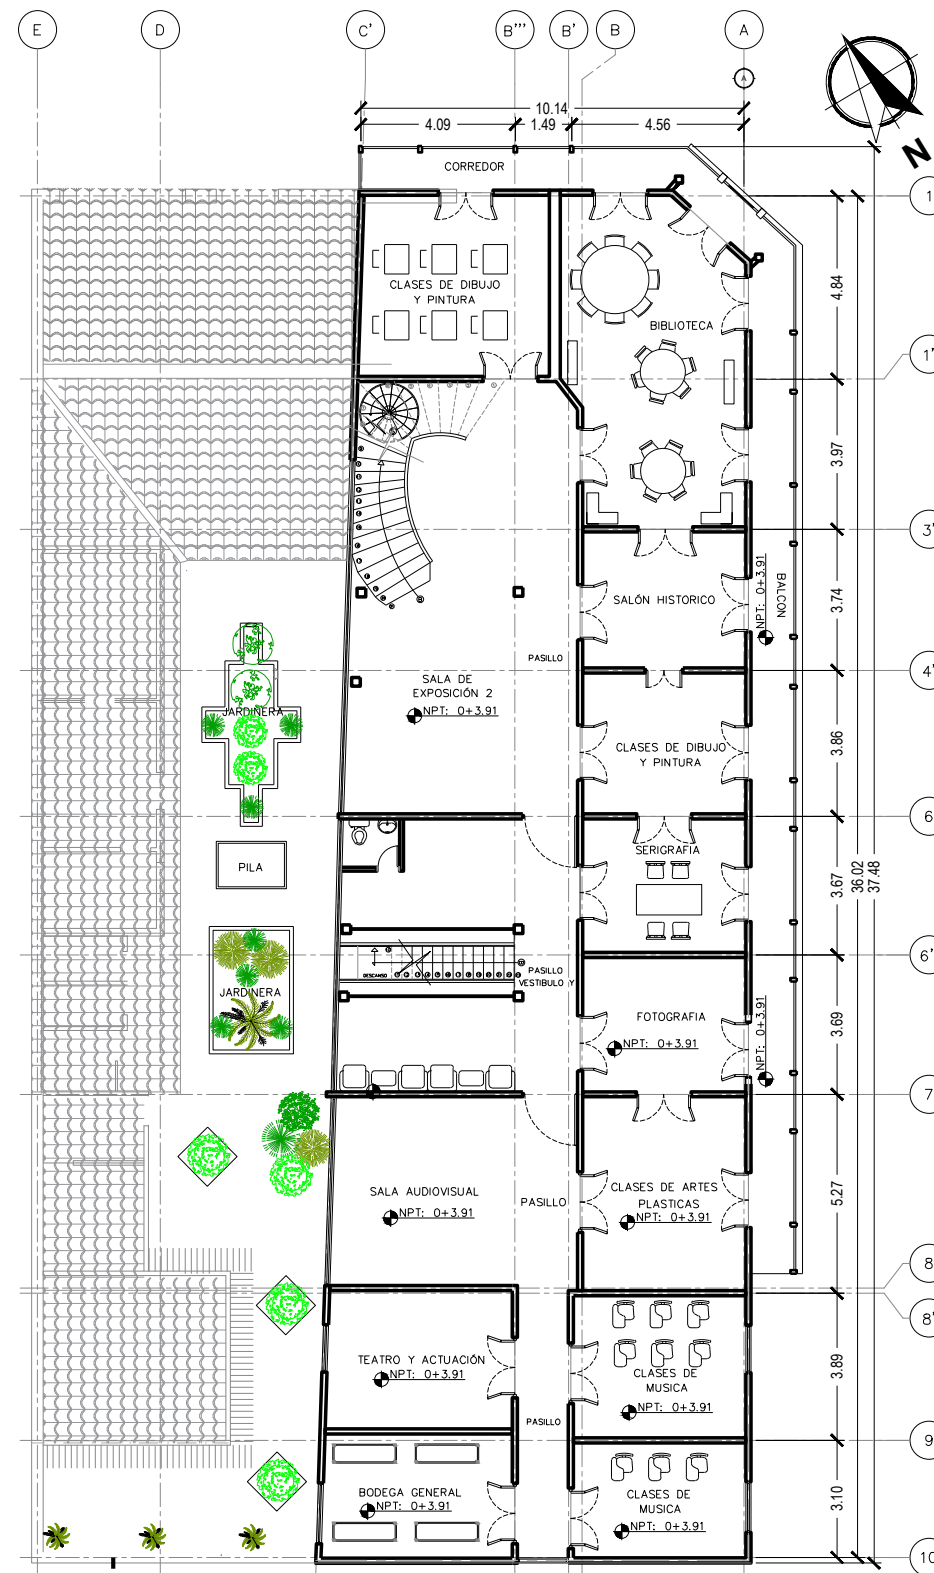 E
D
C'
B'''
B'
B
A
A
N
10.14
4.09
1.49
4.56
CORREDOR
1
CLASES DE DIBUJO
Y PINTURA
BIBLIOTECA
4.84
1'
3.97
3'
SALÓN HISTORICO
NPT: 0+3.91
BALCON
3.74
PASILLO
4'
SALA DE
EXPOSICIÓN 2
NPT: 0+3.91
JARDINERA
CLASES DE DIBUJO
Y PINTURA
3.86
6
SERIGRAFIA
PILA
3.67
36.02
37.48
6'
DESCANSO
PASILLO
VESTIBULO Y
JARDINERA
FOTOGRAFIA
NPT: 0+3.91
NPT: 0+3.91
3.69
7
SALA AUDIOVISUAL
NPT: 0+3.91
PASILLO
CLASES DE ARTES
PLASTICAS
NPT: 0+3.91
5.27
8
8'
TEATRO Y ACTUACIÓN
NPT: 0+3.91
CLASES DE
MUSICA
NPT: 0+3.91
3.89
PASILLO
9
BODEGA GENERAL
NPT: 0+3.91
CLASES DE
MUSICA
NPT: 0+3.91
3.10
10